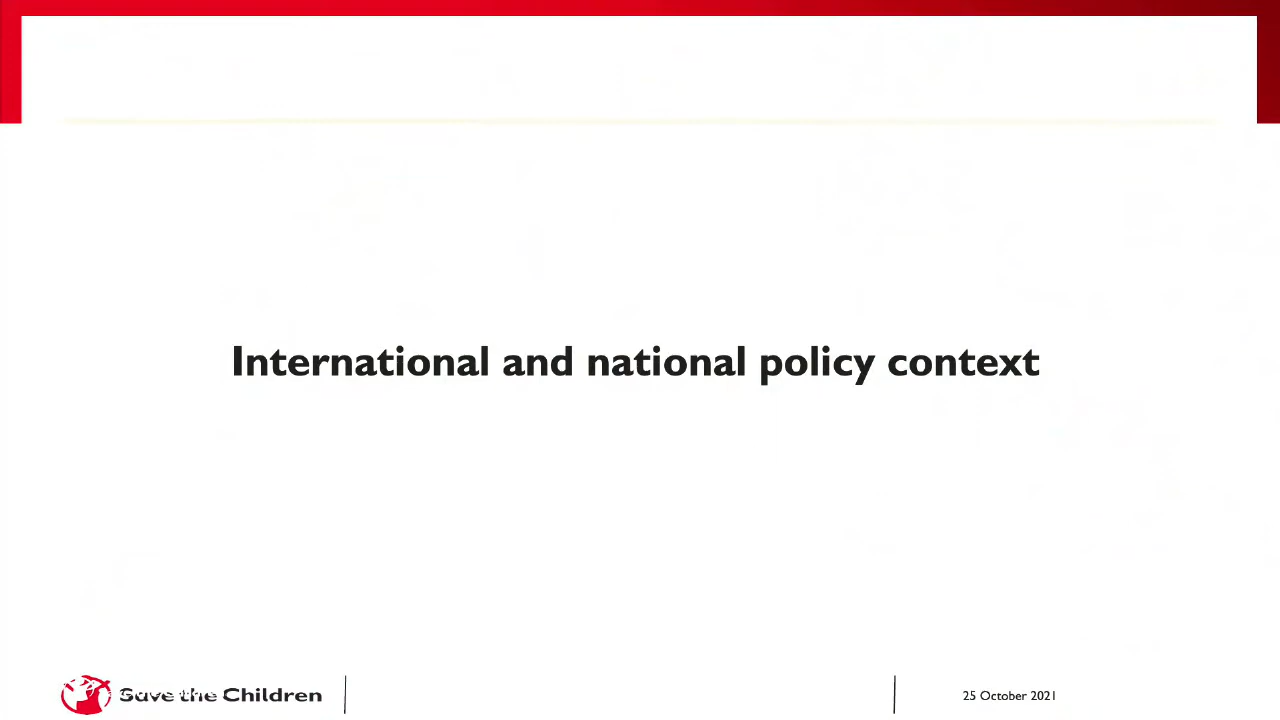 International and national policy context
Save the Children
25 October 2021